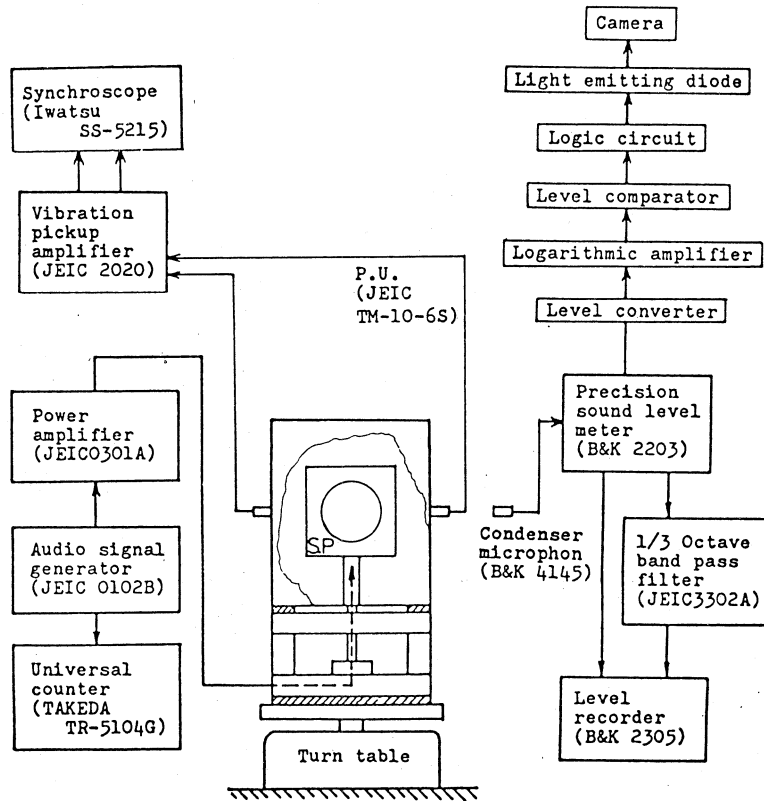 Camera
Light emitting diode
Logic circuit
Level comparator
Logarithmic amplifier
Level converter
Precision
sound level
meter
(B&K 2203)
Synchroscope
(Iwatsu
SS-5215)
Vibration
pickup
amplifier
(JEIC 2020)
P.U.
(JEIC
TM-10-6S)
Power
amplifier
(JEIC0301A)
Audio signal
generator
(JEIC 0102B)
Universal
counter
(TAKEDA
TR-5104G)
S.P
Turn table
Condenser
microphon
(B&K 4145)
1/3 Octave
band pass
filter
(JEIC3302A)
Level
recorder
(B&K 2305)